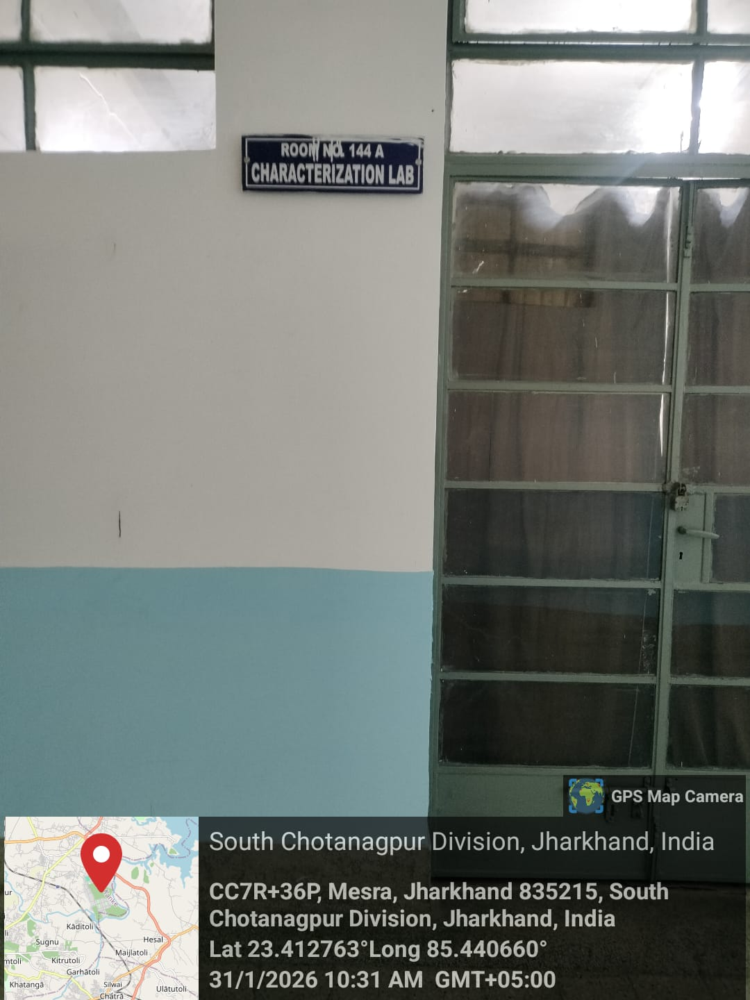 ROOM NO. 144 A
CHARACTERIZATION LAB
GPS Map Camera
South Chotanagpur Division, Jharkhand, India
CC7R+36P, Mesra, Jharkhand 835215, South
Chotanagpur Division, Jharkhand, India
Lat 23.412763°Long 85.440660°
31/1/2026 10:31 AM GMT+05:00
ur
Kāditoli
Sugnu
Hesal
Maijlatoli
mtoli
Kitrutoli
Garhātoli
Khatangā
Silwai
Ulātutoli
Chātrā